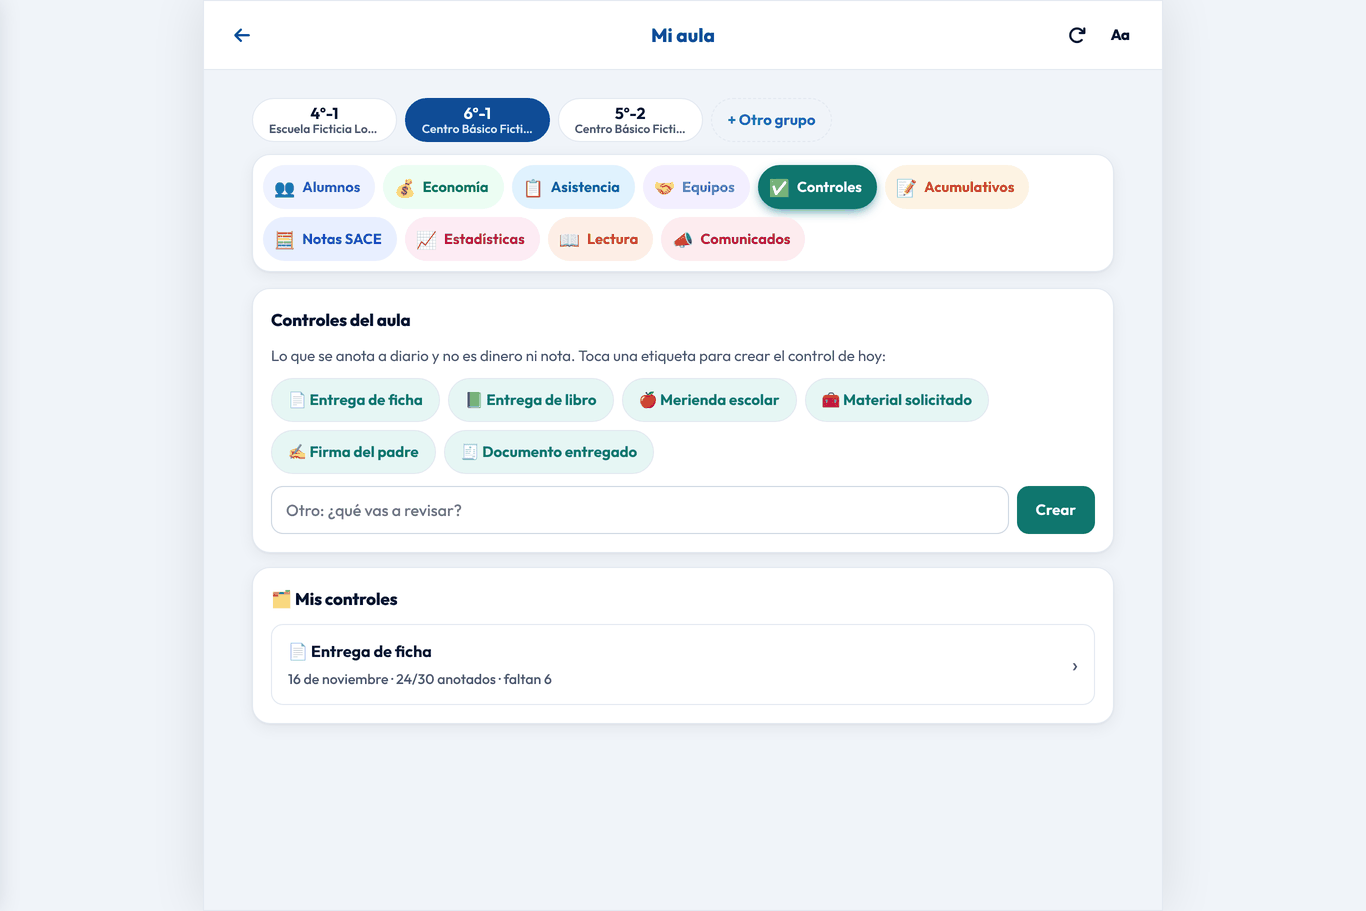 Mi aula
Aa
4º-1
Escuela Ficticia Lo...
6º-1
Centro Básico Ficti...
5º-2
Centro Básico Ficti...
+ Otro grupo
Alumnos
Economía
Asistencia
Equipos
Controles
Acumulativos
Notas SACE
Estadísticas
Lectura
Comunicados
Controles del aula
Lo que se anota a diario y no es dinero ni nota. Toca una etiqueta para crear el control de hoy:
Entrega de ficha
Entrega de libro
Merienda escolar
Material solicitado
Firma del padre
Documento entregado
Otro: ¿qué vas a revisar?
Crear
Mis controles
Entrega de ficha
16 de noviembre · 24/30 anotados · faltan 6